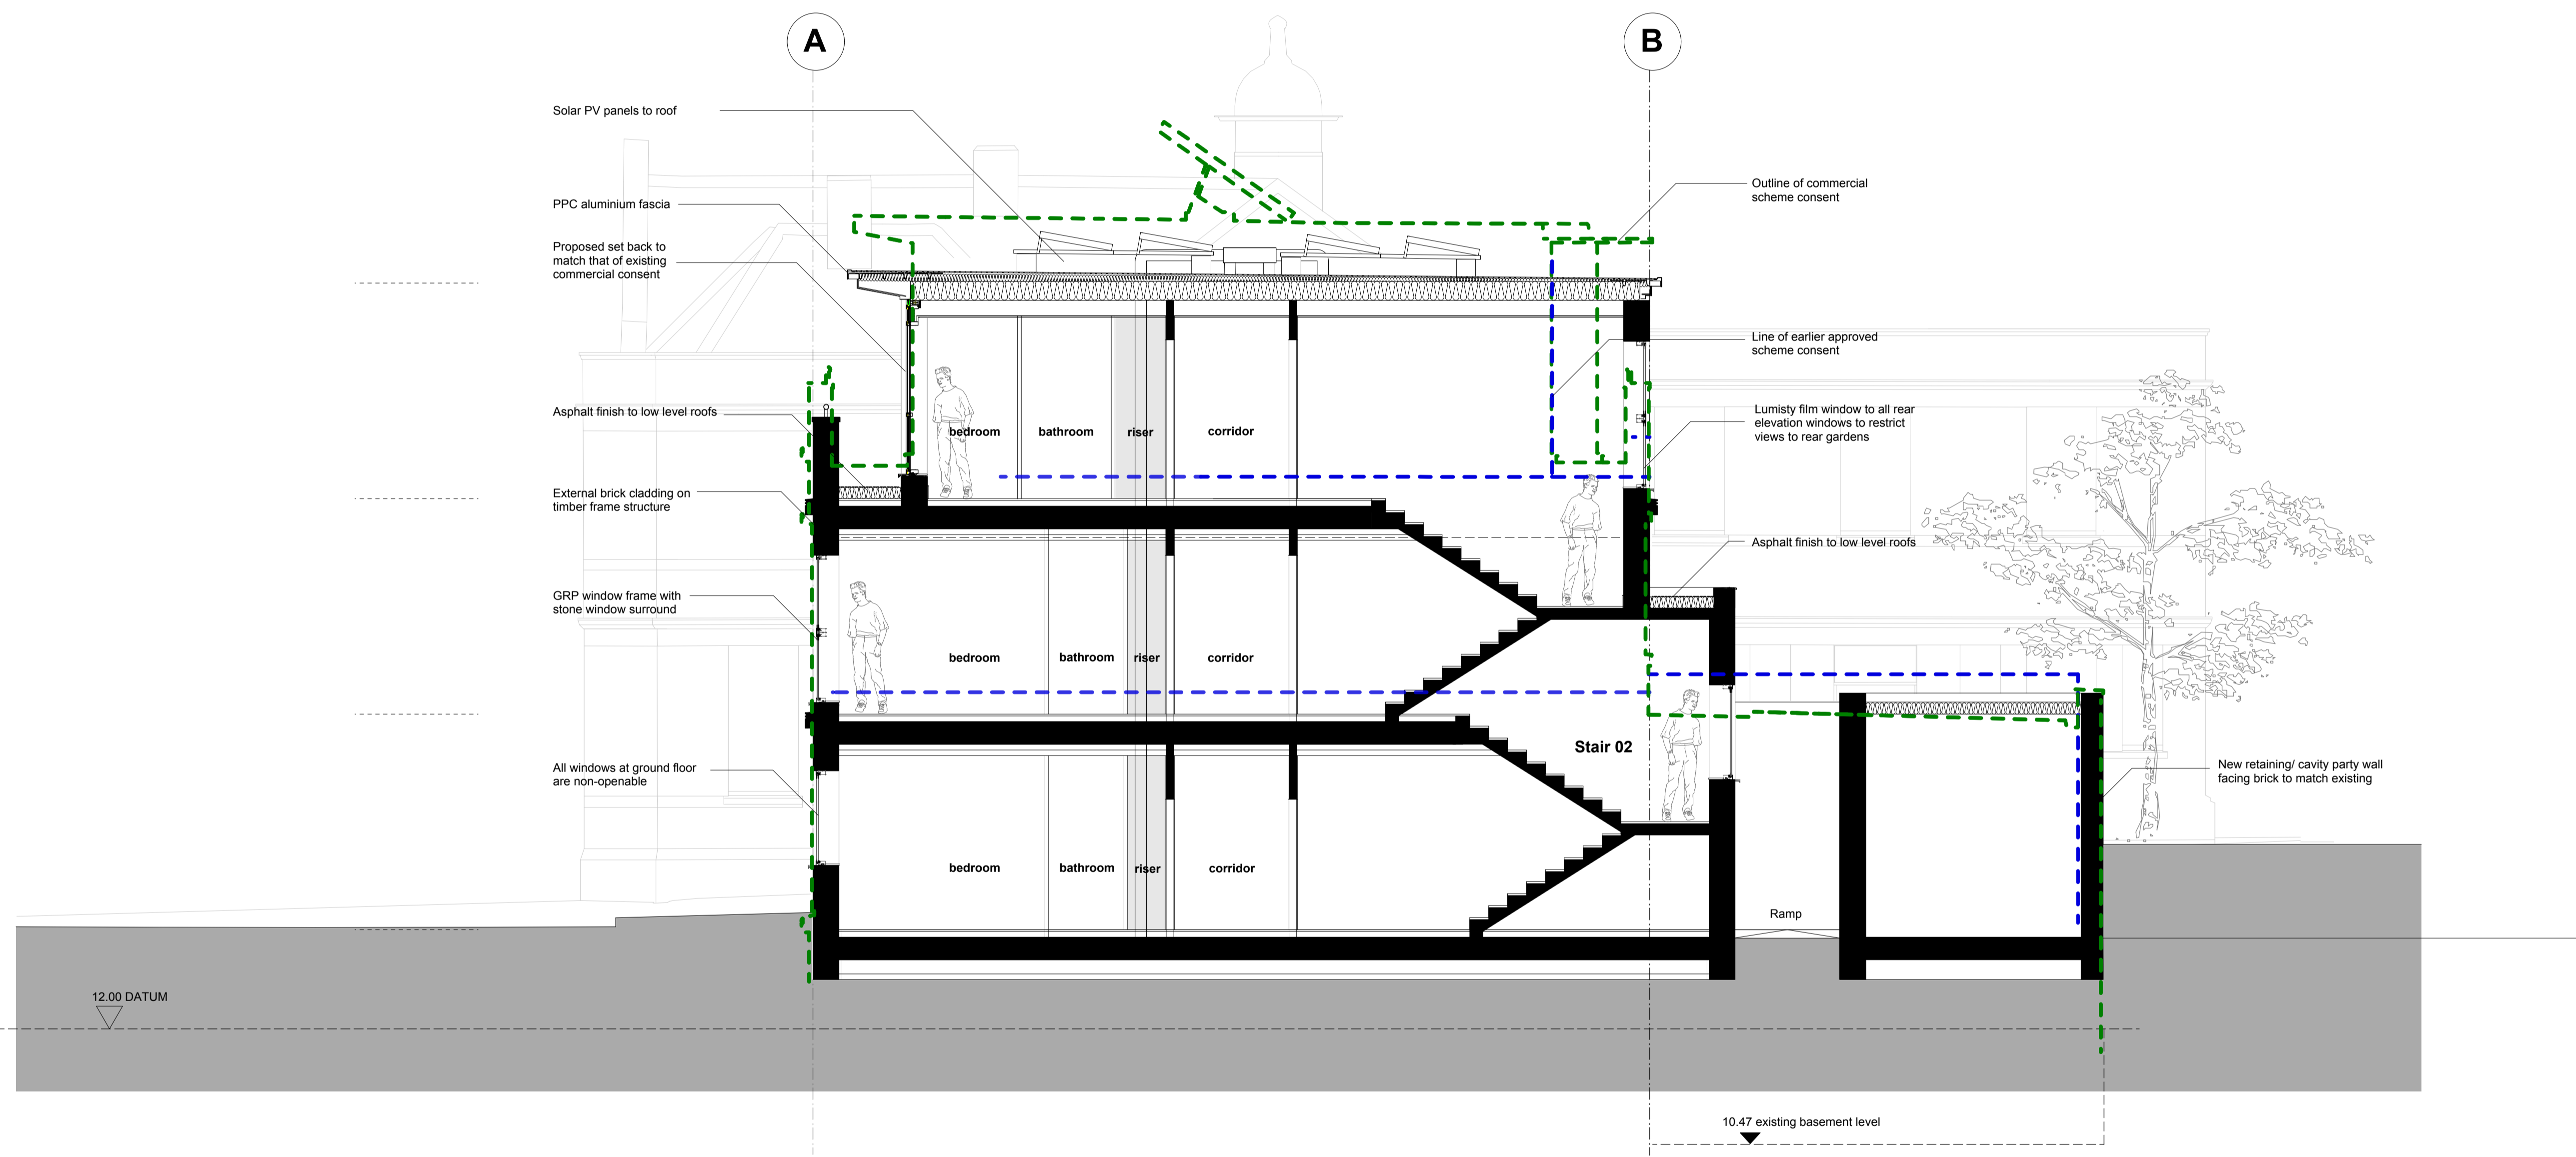 A
B
Solar PV panels to roof
PPC aluminium fascia
Proposed set back to
match that of existing
commercial consent
Asphalt finish to low level roofs
External brick cladding on
timber frame structure
GRP window frame with
stone window surround
All windows at ground floor
are non-openable
Outline of commercial
scheme consent
Line of earlier approved
scheme consent
Lumisty film window to all rear
elevation windows to restrict
views to rear gardens
Asphalt finish to low level roofs
New retaining/ cavity party wall
facing brick to match existing
bedroom bathroom riser corridor
bedroom bathroom riser corridor
Stair 02
bedroom bathroom riser corridor
Ramp
12.00 DATUM
10.47 existing basement level